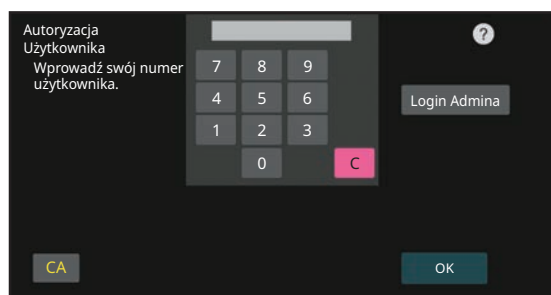 Autoryzacja
Użytkownika
Wprowadź swój numer
użytkownika.
?
7 8 9
4 5 6
Login Admina
1 2 3
0 C
CA
OK